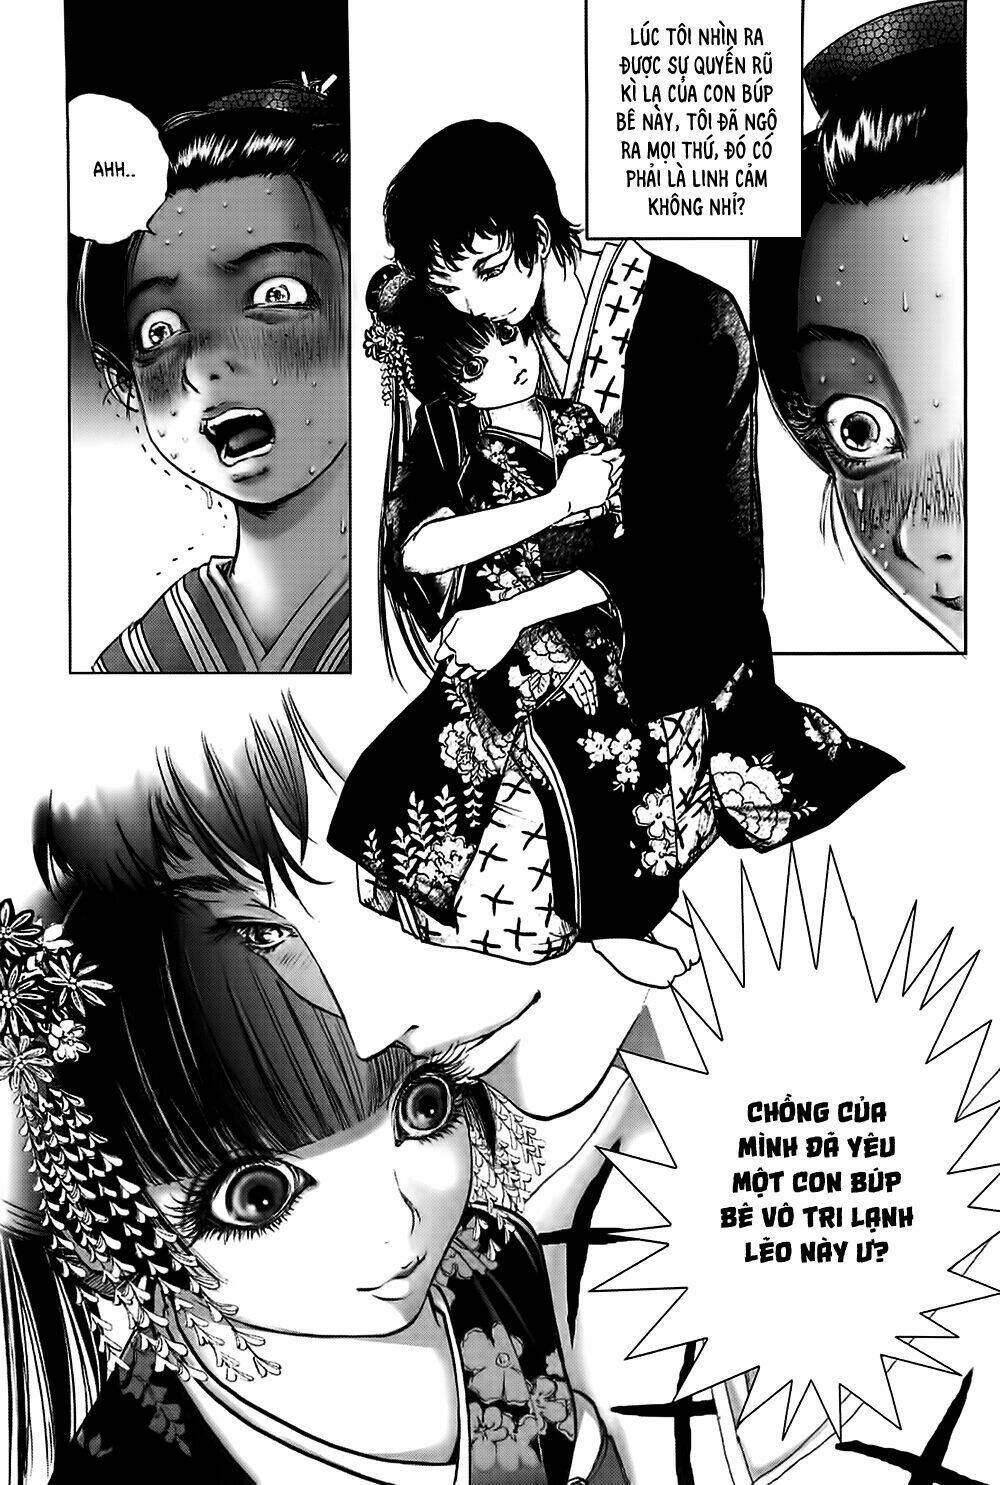 LÚC TÔI NHÌN RA
ĐƯỢC SỰ QUYẾN RŨ
KÌ LẠ CỦA CON BÚP
BÊ NÀY, TÔI ĐÃ NGỘ
RA MỌI THỨ, ĐÓ CÓ
PHẢI LÀ LINH CẢM
KHÔNG NHỈ?
AHH..
CHỒNG CỦA
MÌNH ĐÃ YÊU
MỘT CON BÚP
BÊ VÔ TRI LẠNH
LẼO NÀY Ư?